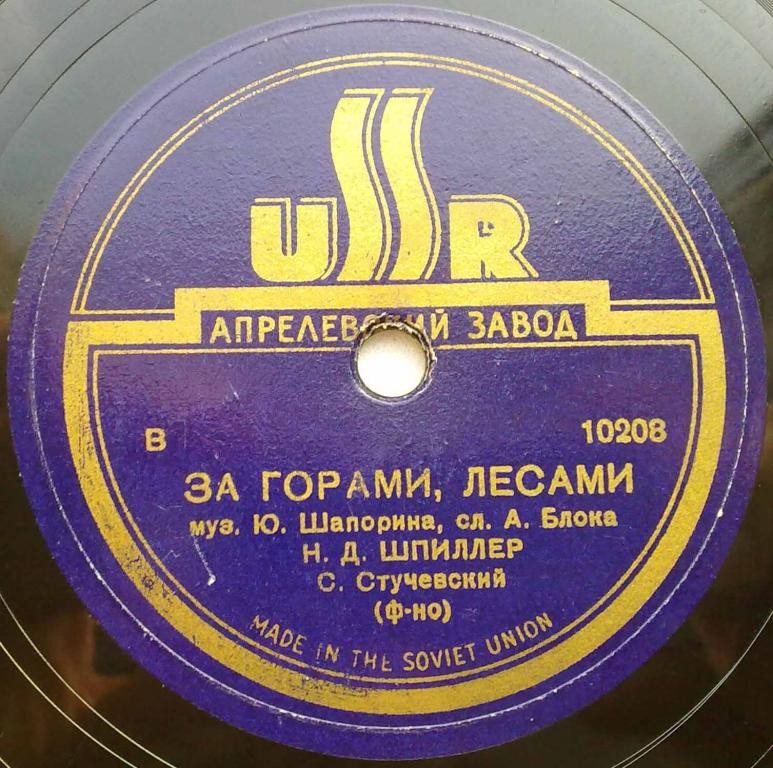 USSR
АПРЕЛЕВСКИЙ ЗАВОД
В 10208
ЗА ГОРАМИ, ЛЕСАМИ
муз. Ю. Шапорина, сл. А. Блока
Н. Д. ШПИЛЛЕР
С. Стучевский
(ф-но)
MADE IN THE SOVIET UNION